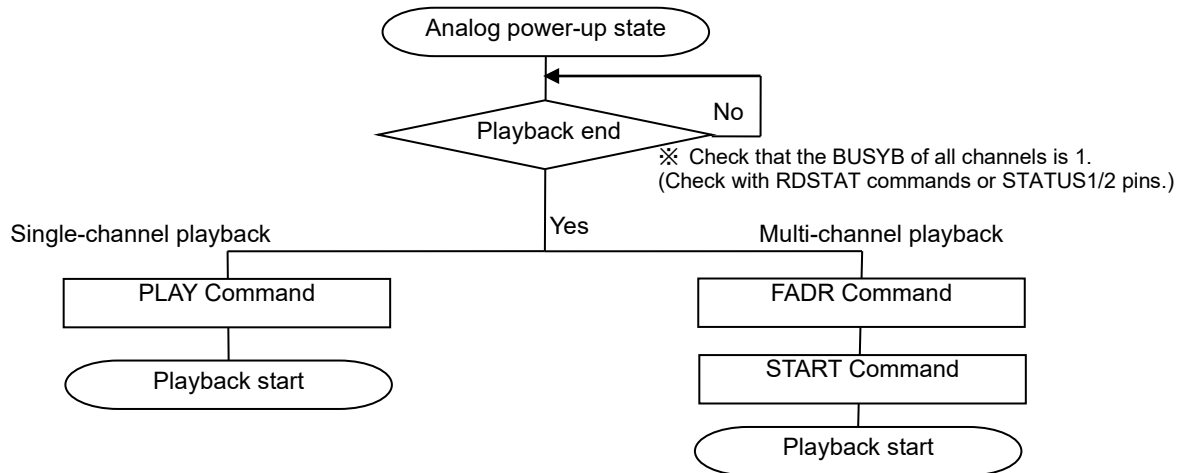 Analog power-up state
No
Playback end
※ Check that the BUSYB of all channels is 1.
(Check with RDSTAT commands or STATUS1/2 pins.)
Yes
Single-channel playback
Multi-channel playback
PLAY Command
FADR Command
START Command
Playback start
Playback start